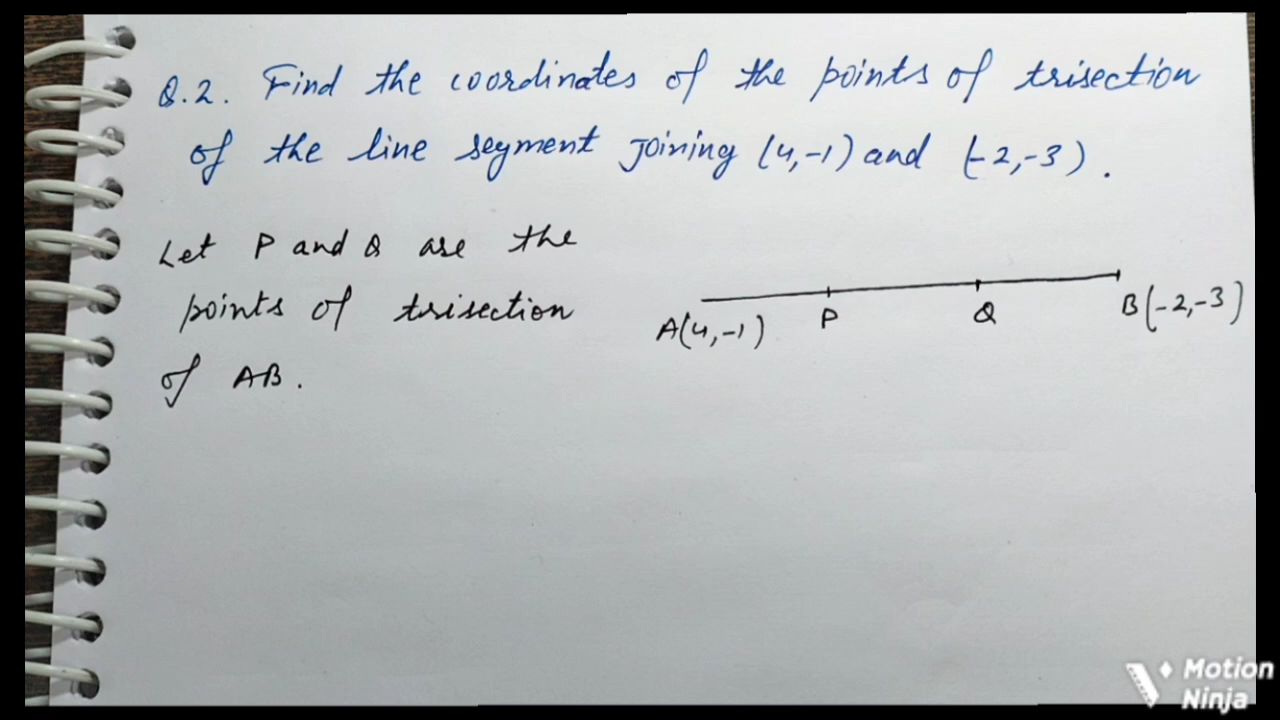 Q.2. Find the coordinates of the points of trisection
of the line segment joining (4,-1) and (-2,-3).
Let P and Q are the
points of trisection
of AB.
A(4,-1) P Q B(-2,-3)
Motion
Ninja